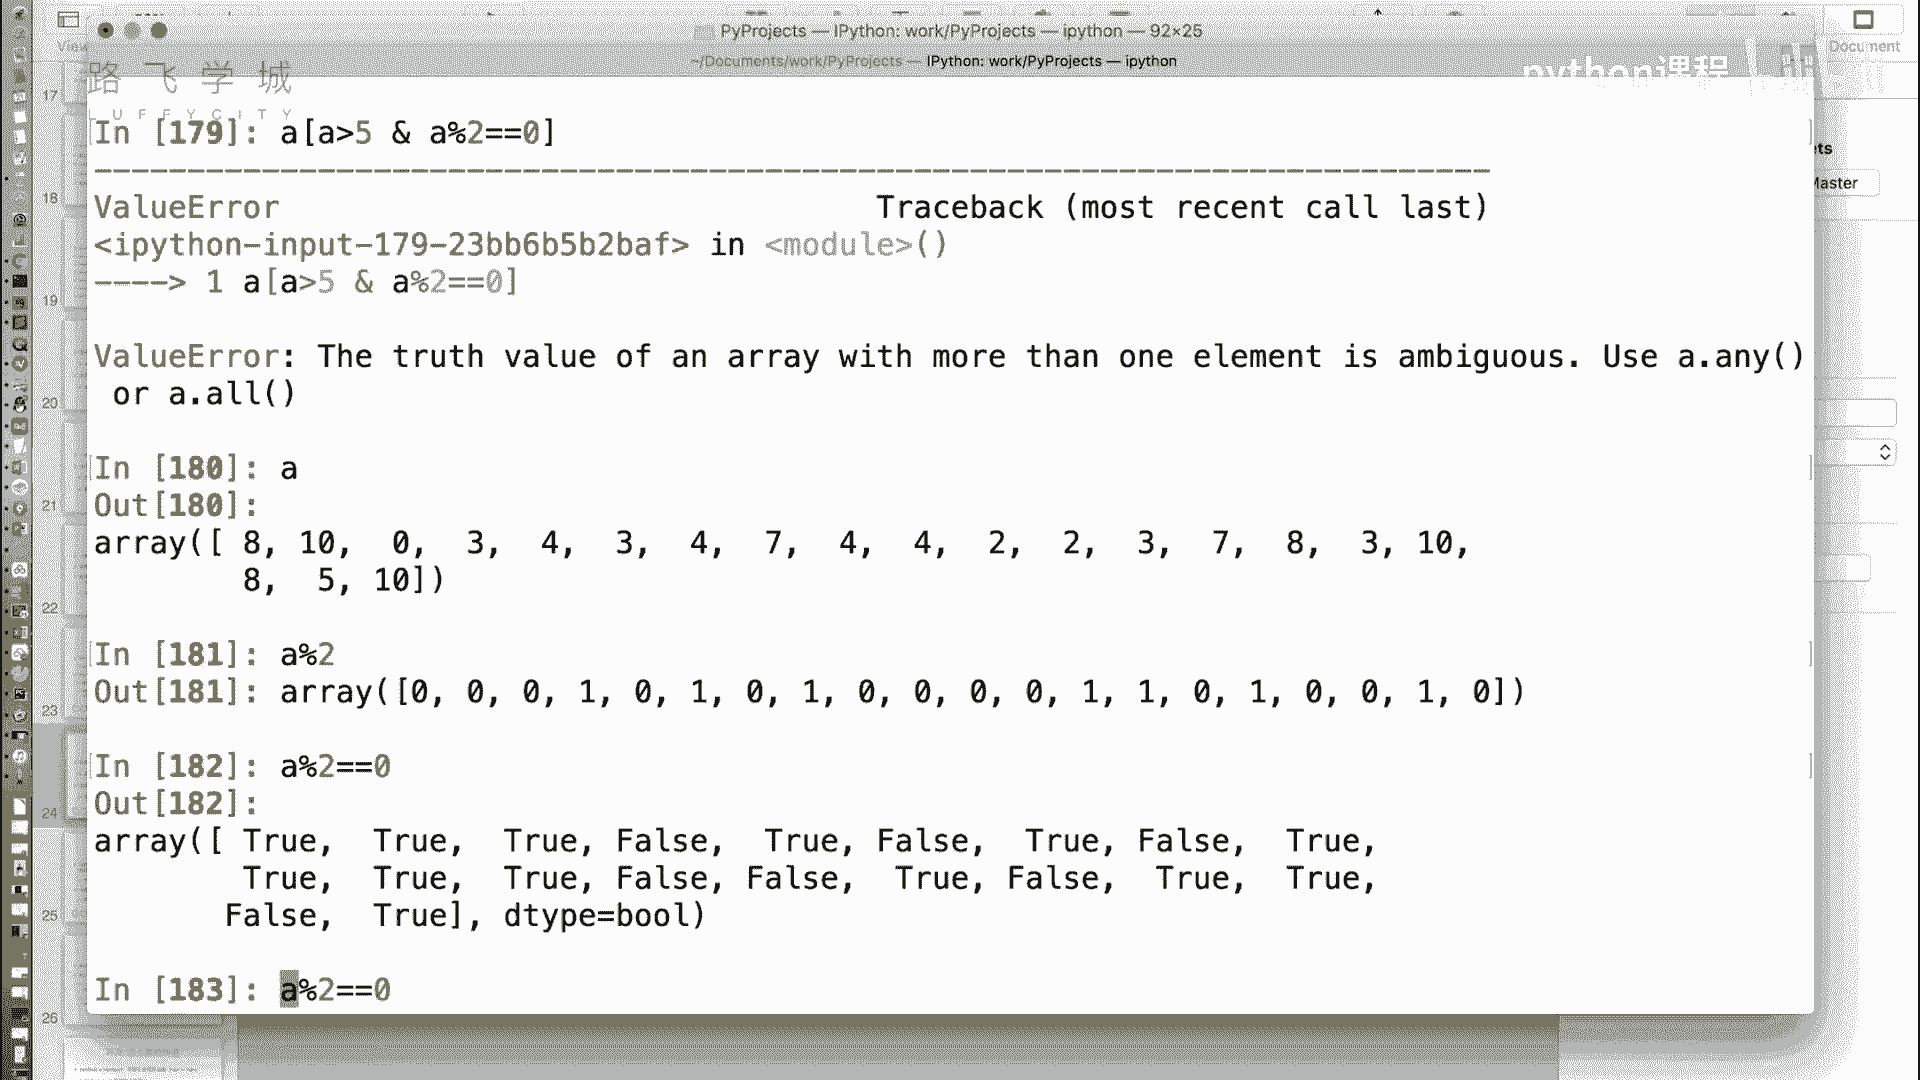 PyProjects — IPython: work/PyProjects — ipython — 92×25
~/Documents/work/PyProjects — IPython: work/PyProjects — ipython
View
Document
路飞学城
LUFFYCITY
python课程
In [179]: a[a>5 & a%2==0]
ValueError                                Traceback (most recent call last)
<ipython-input-179-23bb6b5b2baf> in <module>()
----> 1 a[a>5 & a%2==0]
ValueError: The truth value of an array with more than one element is ambiguous. Use a.any()
 or a.all()
In [180]: a
Out[180]:
array([ 8, 10,  0,  3,  4,  3,  4,  7,  4,  4,  2,  2,  3,  7,  8,  3, 10,
        8,  5, 10])
In [181]: a%2
Out[181]: array([0, 0, 0, 1, 0, 1, 0, 1, 0, 0, 0, 0, 1, 1, 0, 1, 0, 0, 1, 0])
In [182]: a%2==0
Out[182]:
array([ True,  True,  True, False,  True, False,  True, False,  True,
        True,  True,  True, False, False,  True, False,  True,  True,
       False,  True], dtype=bool)
In [183]: a%2==0
17
18
19
20
21
22
23
24
25
26